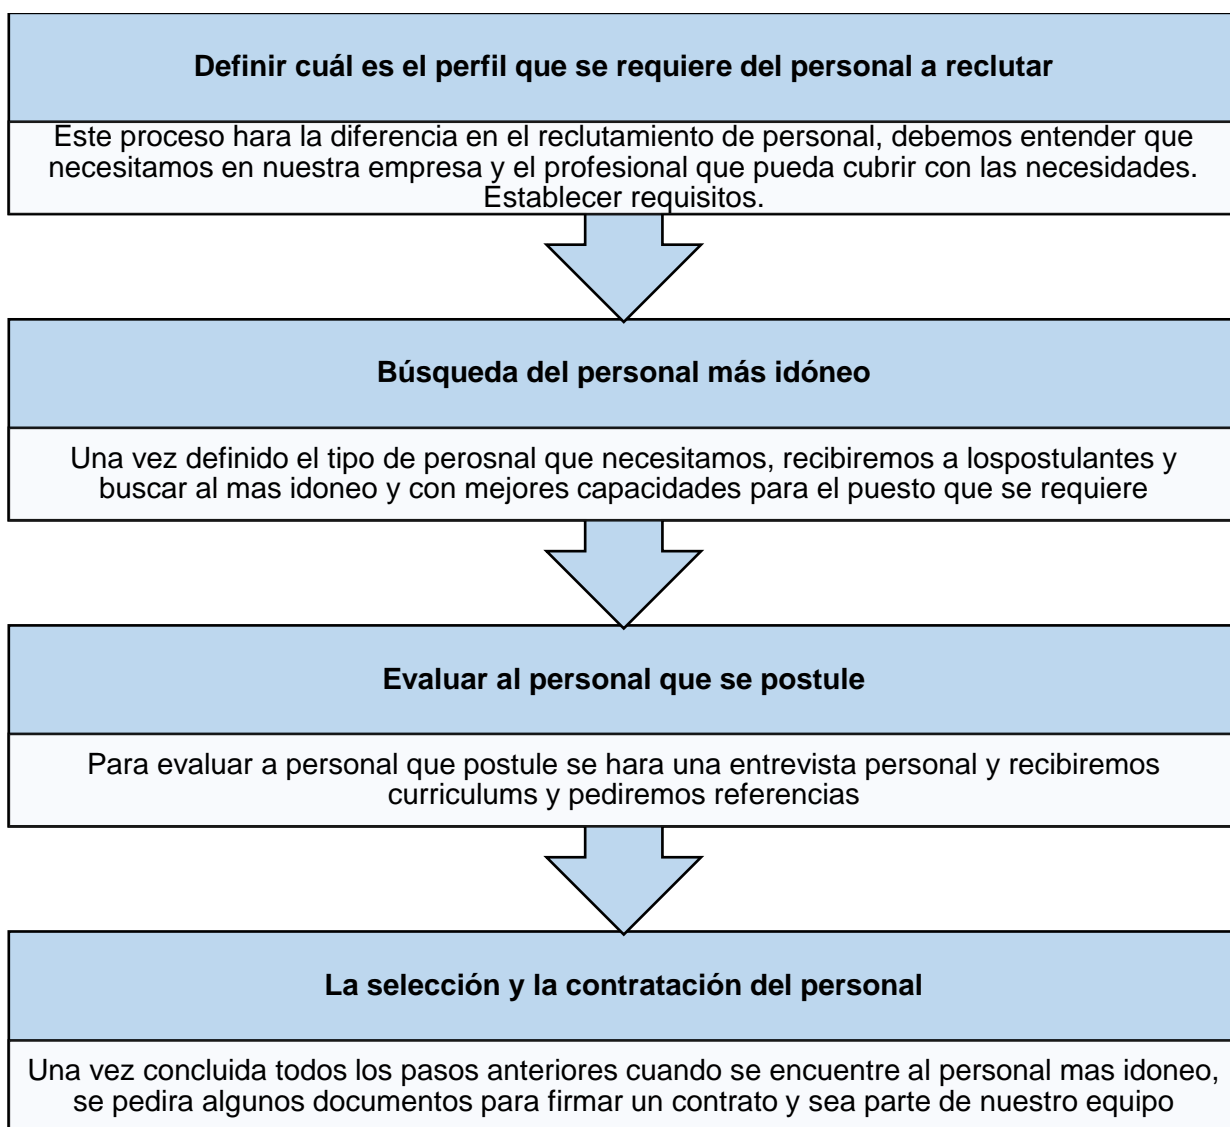 Definir cuál es el perfil que se requiere del personal a reclutar
Este proceso hara la diferencia en el reclutamiento de personal, debemos entender que
necesitamos en nuestra empresa y el profesional que pueda cubrir con las necesidades.
Establecer requisitos.
Búsqueda del personal más idóneo
Una vez definido el tipo de perosnal que necesitamos, recibiremos a lospostulantes y
buscar al mas idoneo y con mejores capacidades para el puesto que se requiere
Evaluar al personal que se postule
Para evaluar a personal que postule se hara una entrevista personal y recibiremos
curriculums y pediremos referencias
La selección y la contratación del personal
Una vez concluida todos los pasos anteriores cuando se encuentre al personal mas idoneo,
se pedira algunos documentos para firmar un contrato y sea parte de nuestro equipo